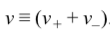 v ≡ (v₊ + v₋).